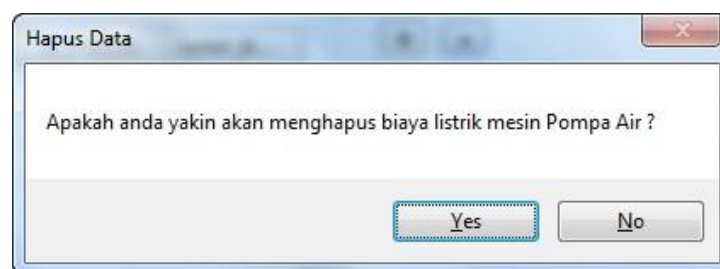 Hapus Data
Apakah anda yakin akan menghapus biaya listrik mesin Pompa Air ?
Yes
No